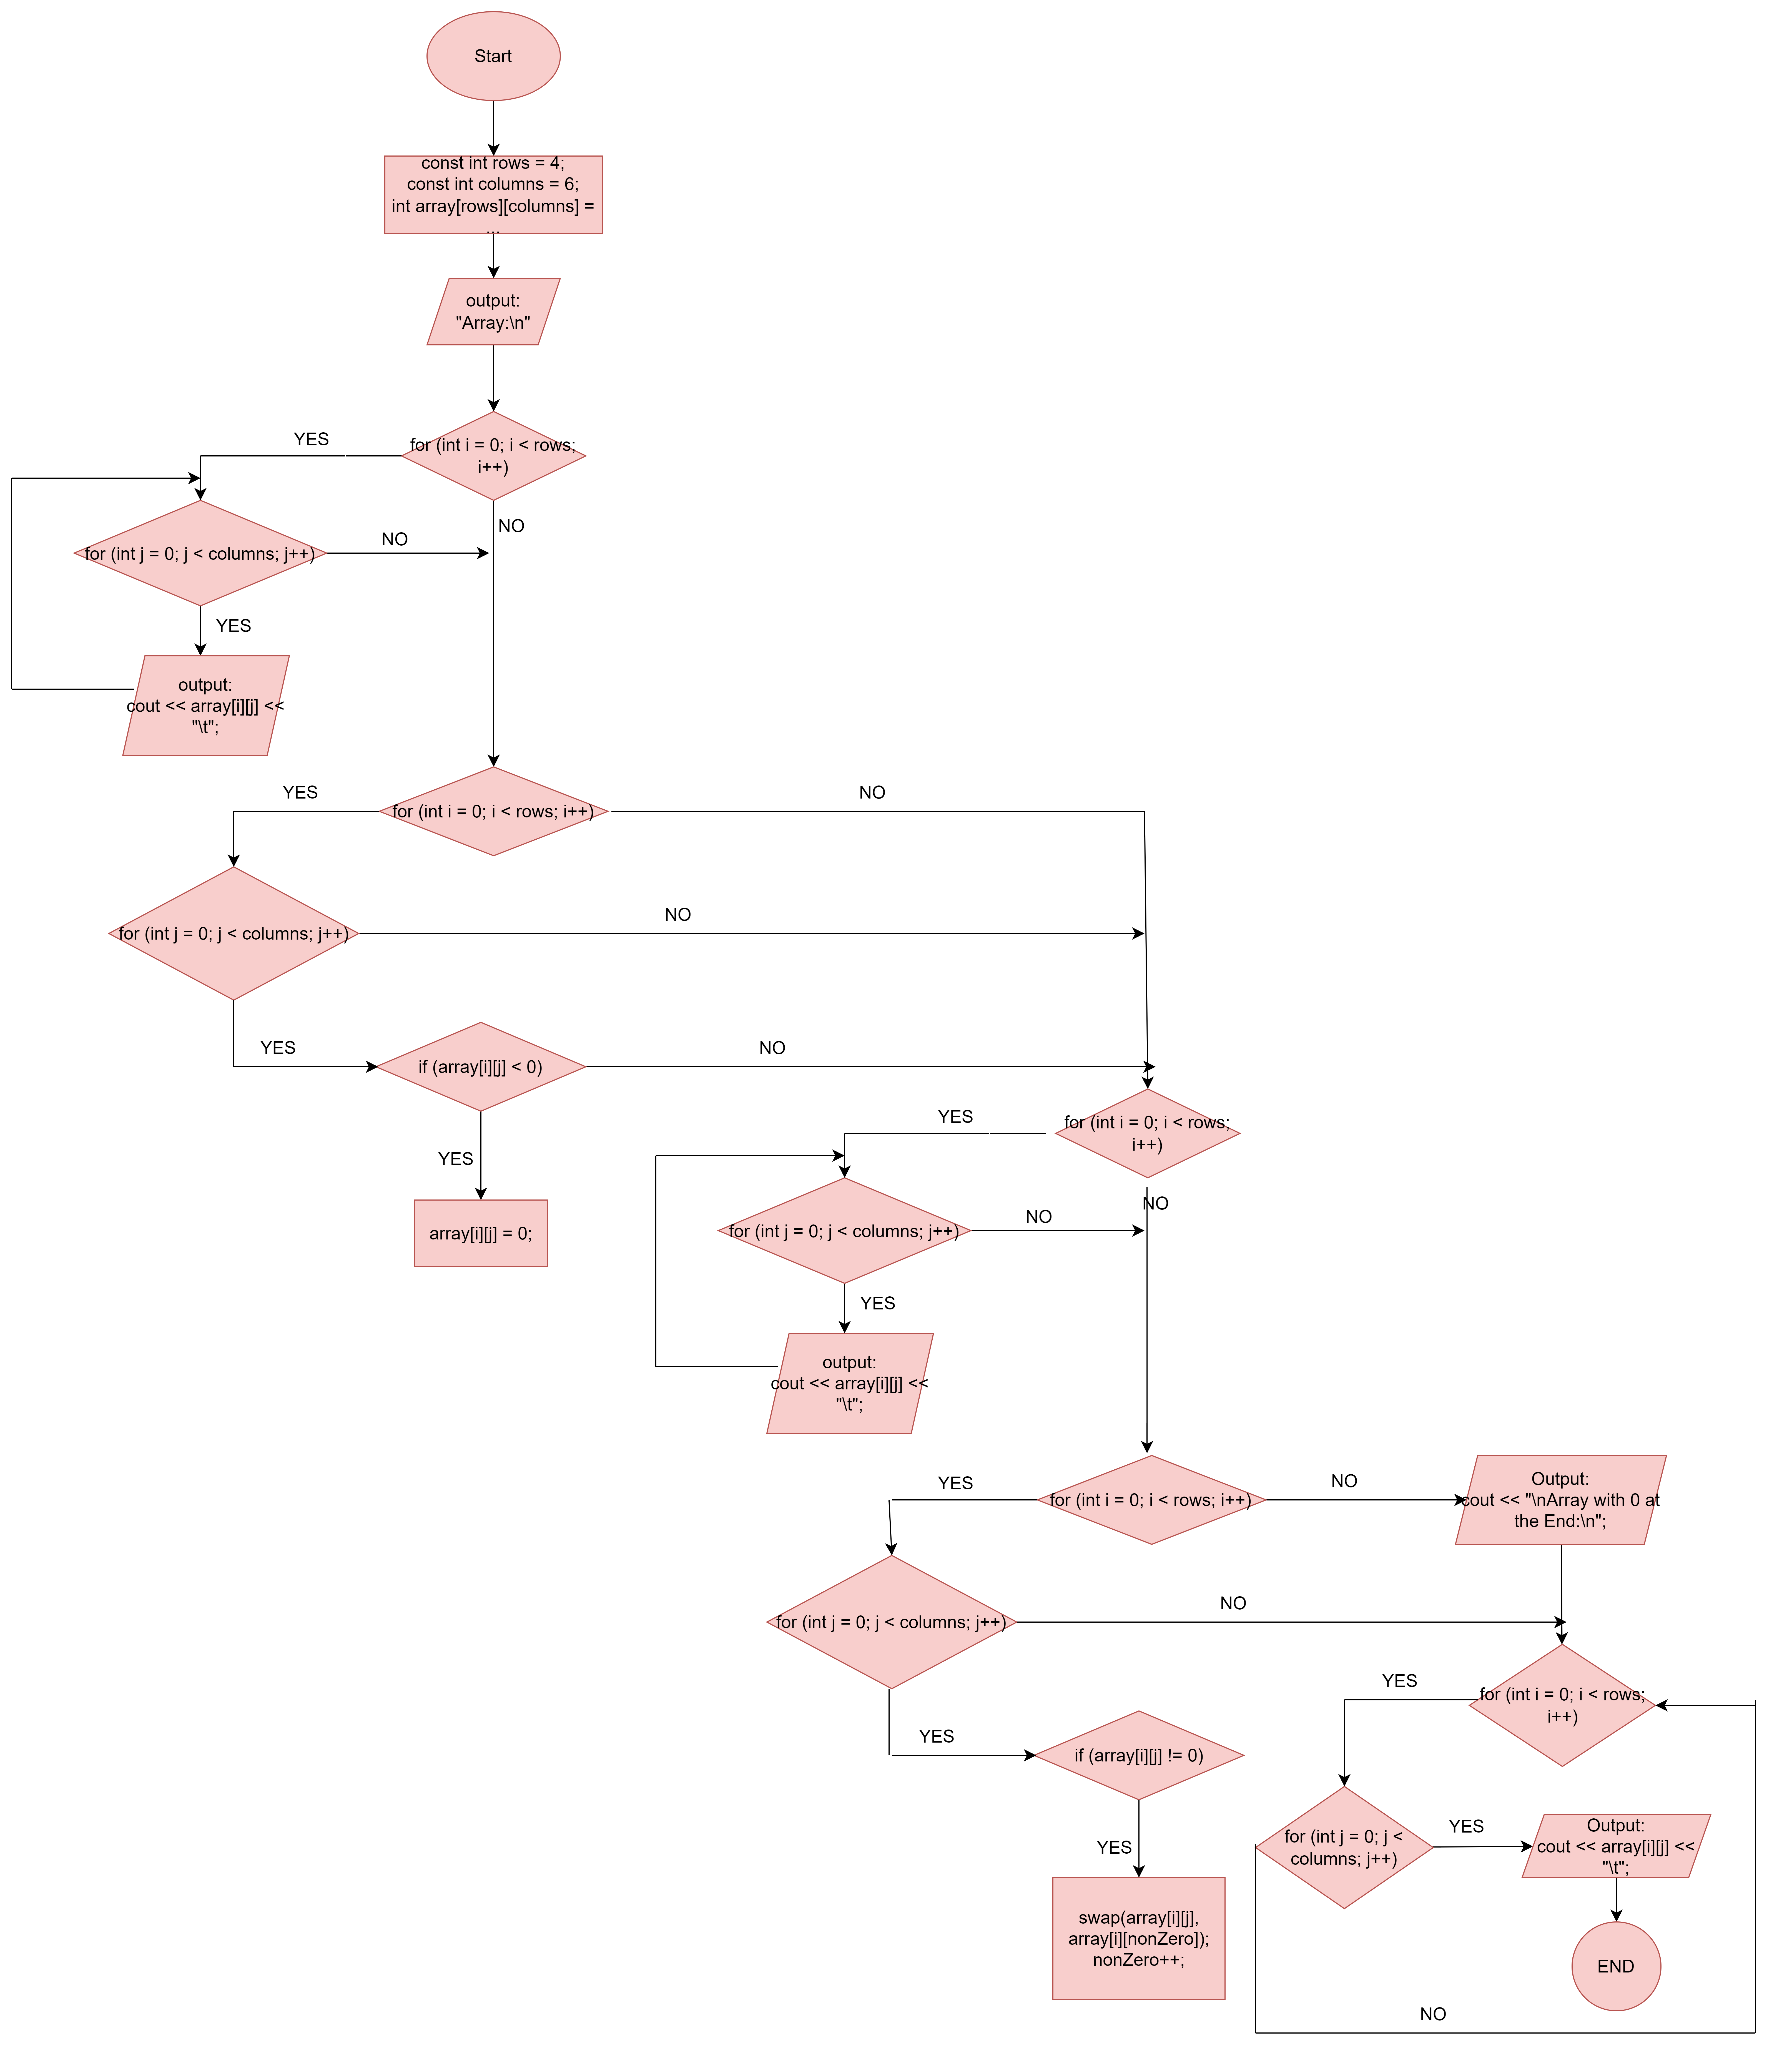 Start
const int rows = 4;
const int columns = 6;
int array[rows][columns] =
...
output:
"Array:\n"
for (int i = 0; i < rows;
i++)
YES
NO
for (int j = 0; j < columns; j++)
NO
YES
output:
cout << array[i][j] <<
"\t";
for (int i = 0; i < rows; i++)
YES
NO
for (int j = 0; j < columns; j++)
NO
YES
if (array[i][j] < 0)
NO
YES
array[i][j] = 0;
for (int i = 0; i < rows;
i++)
YES
NO
for (int j = 0; j < columns; j++)
NO
YES
output:
cout << array[i][j] <<
"\t";
for (int i = 0; i < rows; i++)
YES
NO
Output:
cout << "\nArray with 0 at
the End:\n";
for (int j = 0; j < columns; j++)
NO
YES
if (array[i][j] != 0)
YES
swap(array[i][j],
array[i][nonZero]);
nonZero++;
for (int i = 0; i < rows;
i++)
YES
for (int j = 0; j <
columns; j++)
YES
Output:
cout << array[i][j] <<
"\t";
END
NO